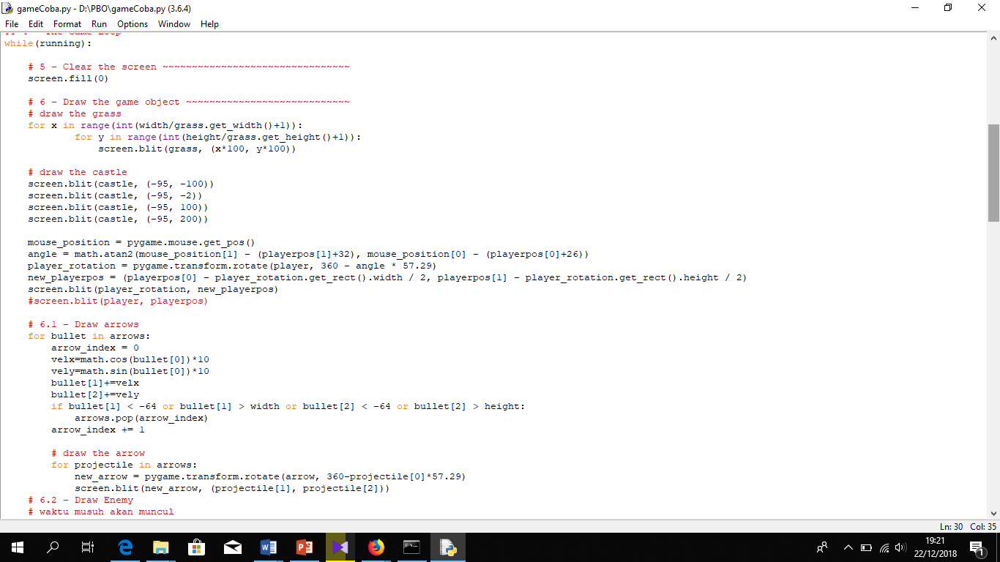 gameCoba.py - D:\PBO\gameCoba.py (3.6.4)
File Edit Format Run Options Window Help
while(running):
    # 5 - Clear the screen ~~~~~~~~~~~~~~~~~~~~~~~~~~~~~~~~
    screen.fill(0)
    # 6 - Draw the game object ~~~~~~~~~~~~~~~~~~~~~~~~~~~~
    # draw the grass
    for x in range(int(width/grass.get_width()+1)):
            for y in range(int(height/grass.get_height()+1)):
                screen.blit(grass, (x*100, y*100))
    # draw the castle
    screen.blit(castle, (-95, -100))
    screen.blit(castle, (-95, -2))
    screen.blit(castle, (-95, 100))
    screen.blit(castle, (-95, 200))
    mouse_position = pygame.mouse.get_pos()
    angle = math.atan2(mouse_position[1] - (playerpos[1]+32), mouse_position[0] - (playerpos[0]+26))
    player_rotation = pygame.transform.rotate(player, 360 - angle * 57.29)
    new_playerpos = (playerpos[0] - player_rotation.get_rect().width / 2, playerpos[1] - player_rotation.get_rect().height / 2)
    screen.blit(player_rotation, new_playerpos)
    #screen.blit(player, playerpos)
    # 6.1 - Draw arrows
    for bullet in arrows:
        arrow_index = 0
        velx=math.cos(bullet[0])*10
        vely=math.sin(bullet[0])*10
        bullet[1]+=velx
        bullet[2]+=vely
        if bullet[1] < -64 or bullet[1] > width or bullet[2] < -64 or bullet[2] > height:
            arrows.pop(arrow_index)
        arrow_index += 1
        # draw the arrow
        for projectile in arrows:
            new_arrow = pygame.transform.rotate(arrow, 360-projectile[0]*57.29)
            screen.blit(new_arrow, (projectile[1], projectile[2]))
    # 6.2 - Draw Enemy
    # waktu musuh akan muncul
Ln: 30 Col: 35
19:21
22/12/2018
1